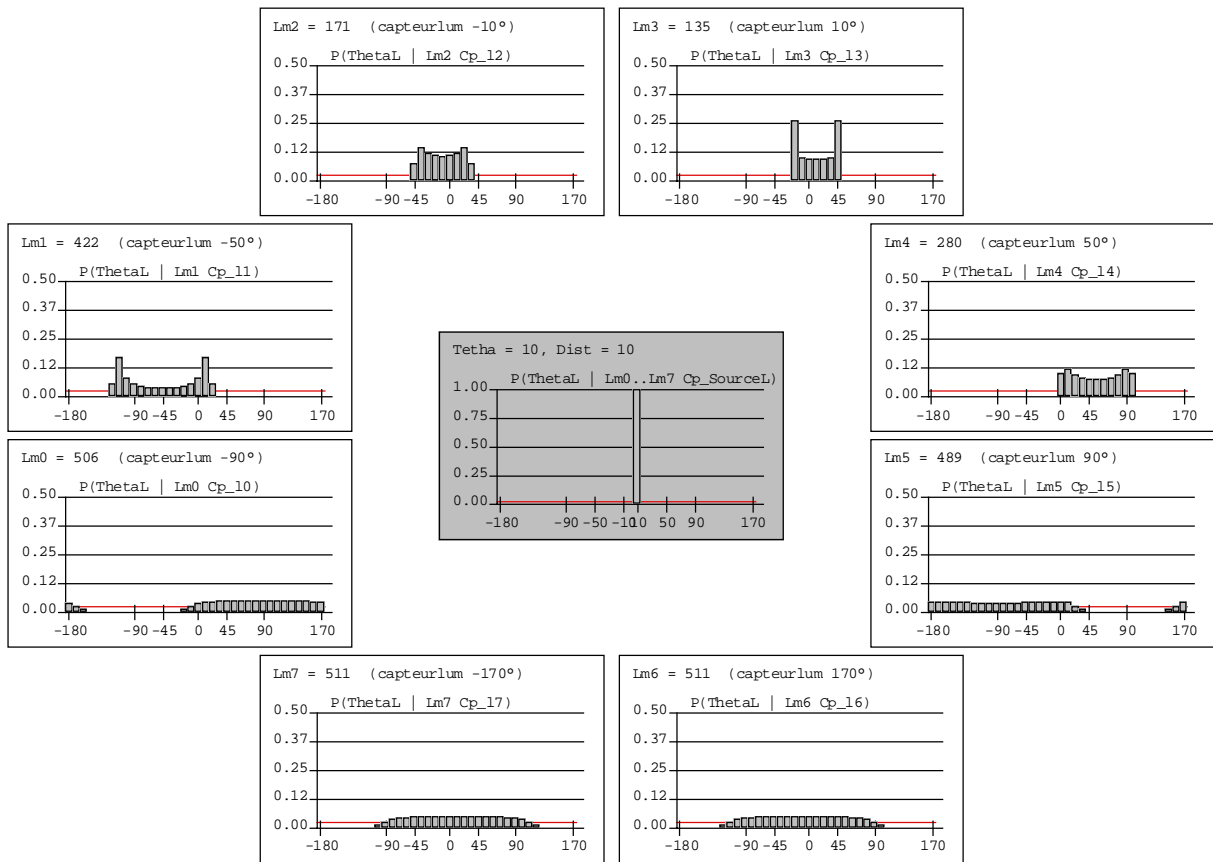 Lm2 = 171 (capteurlum -10°)
P(ThetaL | Lm2 Cp_l2)
0.50
0.37
0.25
0.12
0.00
-180 -90 -45 0 45 90 170
Lm3 = 135 (capteurlum 10°)
P(ThetaL | Lm3 Cp_l3)
0.50
0.37
0.25
0.12
0.00
-180 -90 -45 0 45 90 170
Lm1 = 422 (capteurlum -50°)
P(ThetaL | Lm1 Cp_l1)
0.50
0.37
0.25
0.12
0.00
-180 -90 -45 0 45 90 170
Tetha = 10, Dist = 10
P(ThetaL | Lm0..Lm7 Cp_SourceL)
1.00
0.75
0.50
0.25
0.00
-180 -90 -50 -10 10 50 90 170
Lm4 = 280 (capteurlum 50°)
P(ThetaL | Lm4 Cp_l4)
0.50
0.37
0.25
0.12
0.00
-180 -90 -45 0 45 90 170
Lm0 = 506 (capteurlum -90°)
P(ThetaL | Lm0 Cp_l0)
0.50
0.37
0.25
0.12
0.00
-180 -90 -45 0 45 90 170
Lm5 = 489 (capteurlum 90°)
P(ThetaL | Lm5 Cp_l5)
0.50
0.37
0.25
0.12
0.00
-180 -90 -45 0 45 90 170
Lm7 = 511 (capteurlum -170°)
P(ThetaL | Lm7 Cp_l7)
0.50
0.37
0.25
0.12
0.00
-180 -90 -45 0 45 90 170
Lm6 = 511 (capteurlum 170°)
P(ThetaL | Lm6 Cp_l6)
0.50
0.37
0.25
0.12
0.00
-180 -90 -45 0 45 90 170